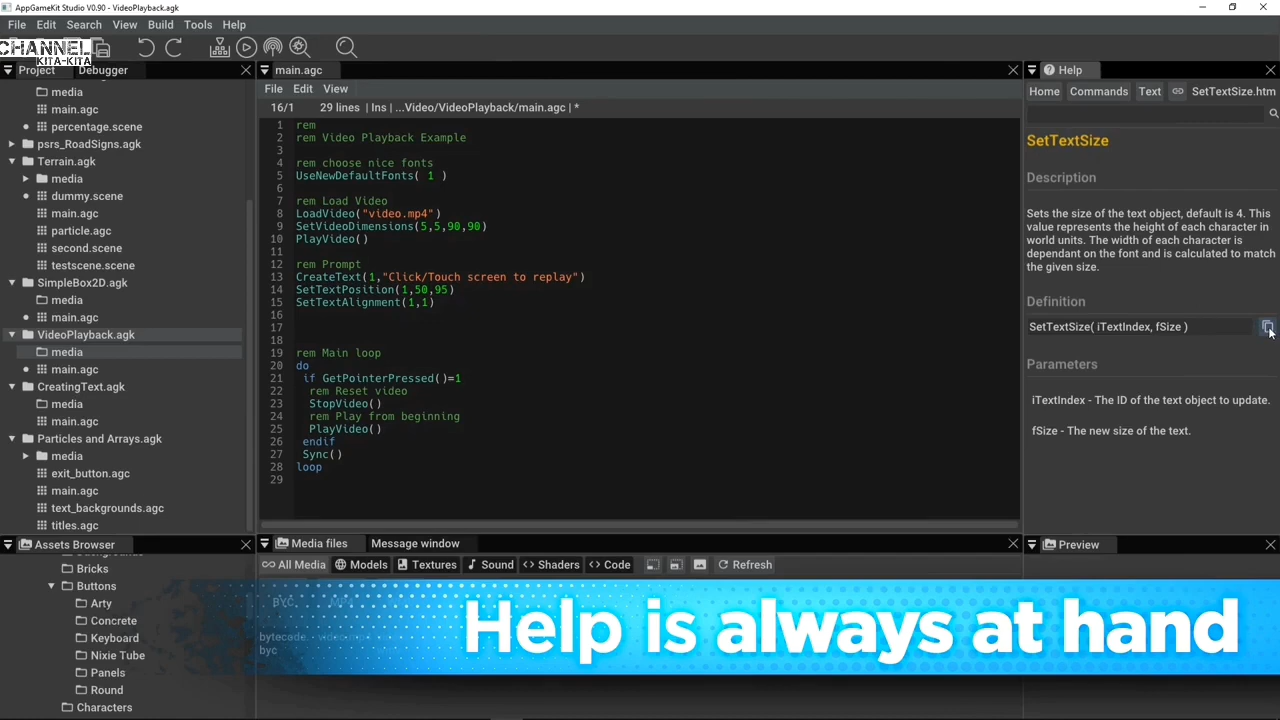 AppGameKit Studio V0.90 - VideoPlayback.agk
File Edit Search View Build Tools Help
CHANNEL
KITA-KITA
Project Debugger
media
main.agc
percentage.scene
psrs_RoadSigns.agk
Terrain.agk
media
dummy.scene
main.agc
particle.agc
second.scene
testscene.agc
SimpleBox2D.agk
media
main.agc
VideoPlayback.agk
media
main.agc
CreatingText.agk
media
main.agc
Particles and Arrays.agk
media
exit_button.agc
main.agc
text_backgrounds.agc
titles.agc
main.agc
File Edit View
16/1 29 lines | Ins | ...Video/VideoPlayback/main.agc | *
1 rem
2 rem Video Playback Example
3
4 rem choose nice fonts
5 UseNewDefaultFonts( 1 )
6
7 rem Load Video
8 LoadVideo("video.mp4")
9 SetVideoDimensions(5,5,90,90)
10 PlayVideo()
11
12 rem Prompt
13 CreateText(1,"Click/Touch screen to replay")
14 SetTextPosition(1,50,95)
15 SetTextAlignment(1,1)
16
17
18
19 rem Main loop
20 do
21 if GetPointerPressed()=1
22 rem Reset video
23 StopVideo()
24 rem Play from beginning
25 PlayVideo()
26 endif
27 Sync()
28 loop
29
Help
Home Commands Text SetTextSize.htm
SetTextSize
Description
Sets the size of the text object, default is 4. This
value represents the height of each character in
world units. The width of each character is
dependant on the font and is calculated to match
the given size.
Definition
SetTextSize( iTextIndex, fSize )
Parameters
iTextIndex - The ID of the text object to update.
fSize - The new size of the text.
Assets Browser
Bricks
Buttons
Arty
Concrete
Keyboard
Nixie Tube
Panels
Round
Characters
Media files Message window
All Media Models Textures Sound Shaders Code Refresh
BYC
bytecode. video.mp4
byc
Preview
Help is always at hand